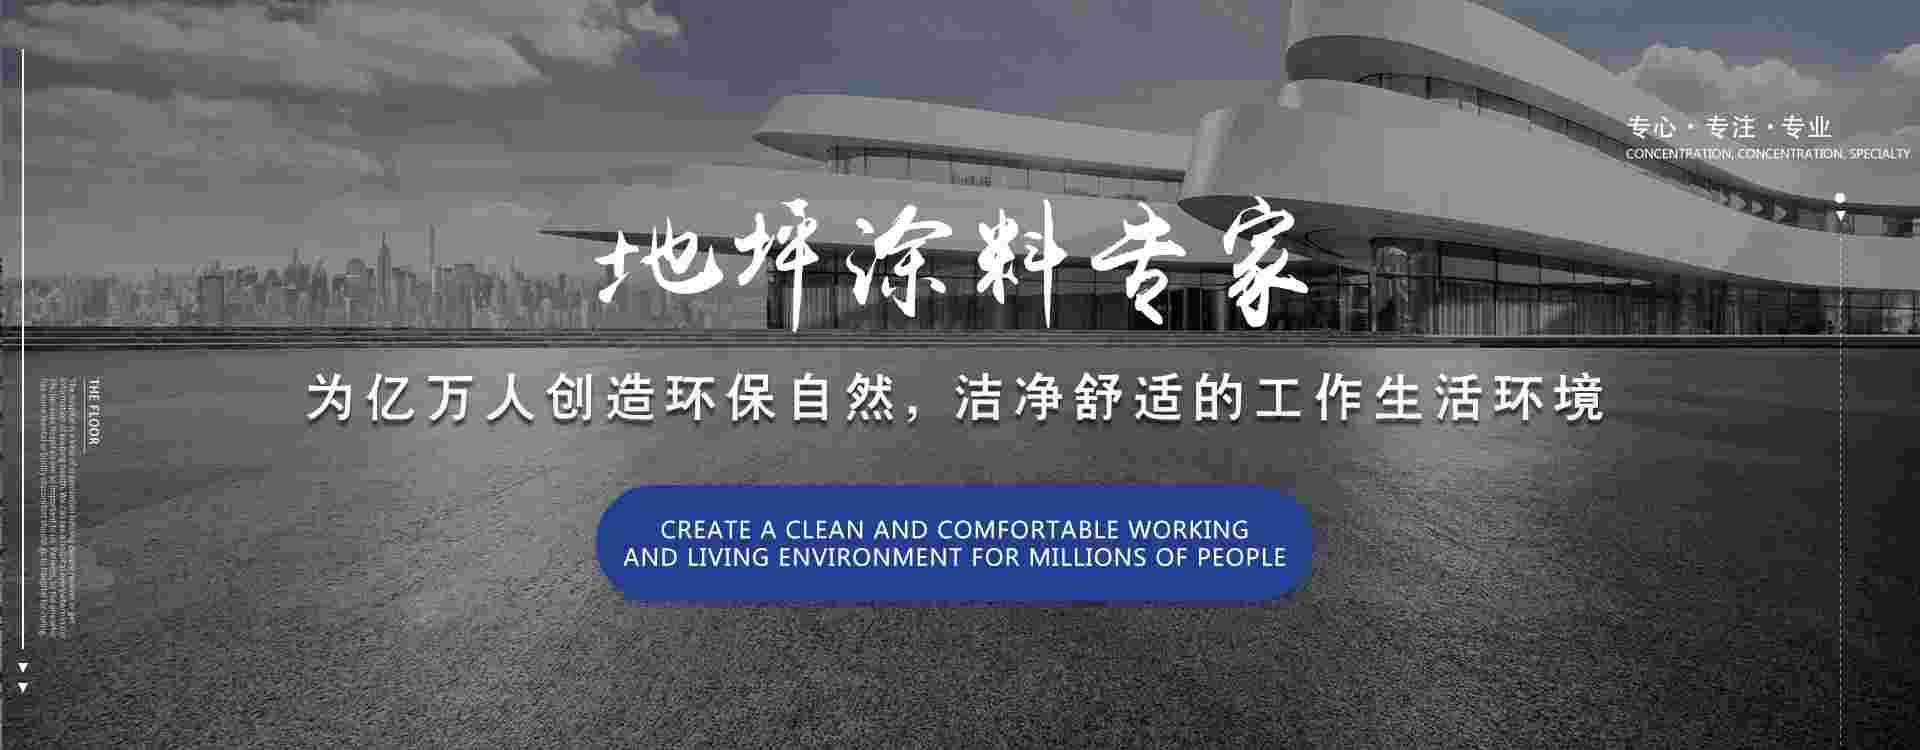 专心·专注·专业
CONCENTRATION, CONCENTRATION, SPECIALTY
地坪涂料专家
为亿万人创造环保自然,洁净舒适的工作生活环境
CREATE A CLEAN AND COMFORTABLE WORKING
AND LIVING ENVIRONMENT FOR MILLIONS OF PEOPLE
THE FLOOR